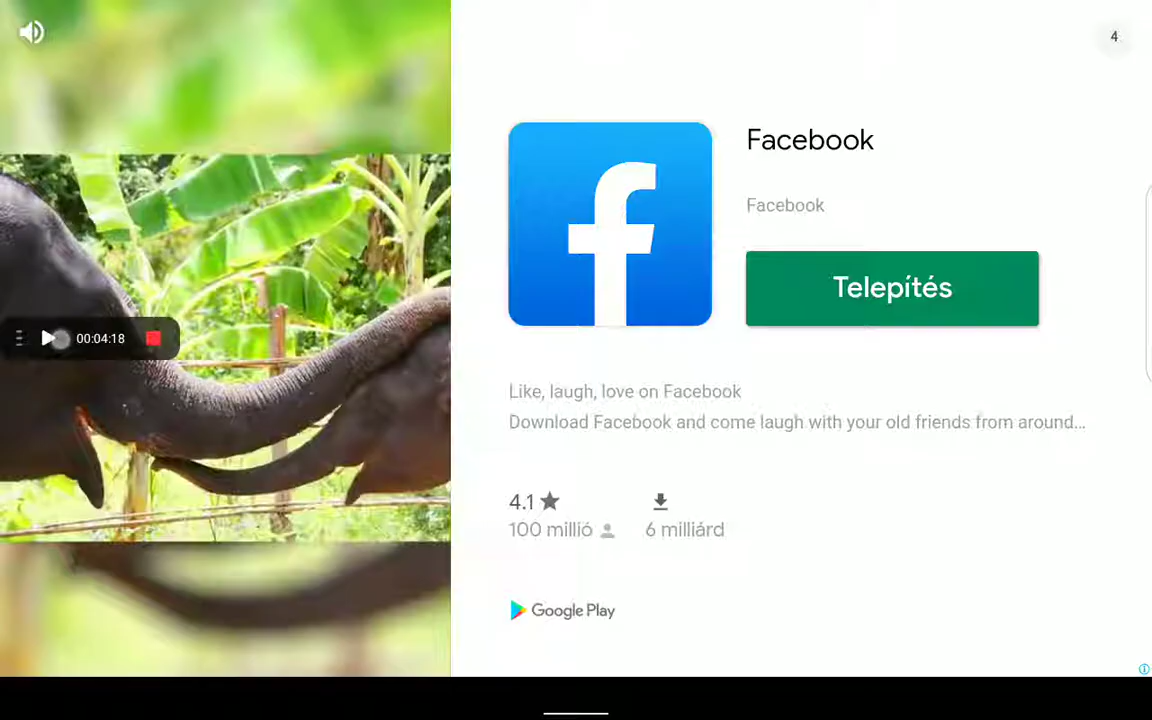 4
Facebook
Facebook
Telepítés
00:04:18
Like, laugh, love on Facebook
Download Facebook and come laugh with your old friends from around...
4.1
100 millió
6 milliárd
Google Play